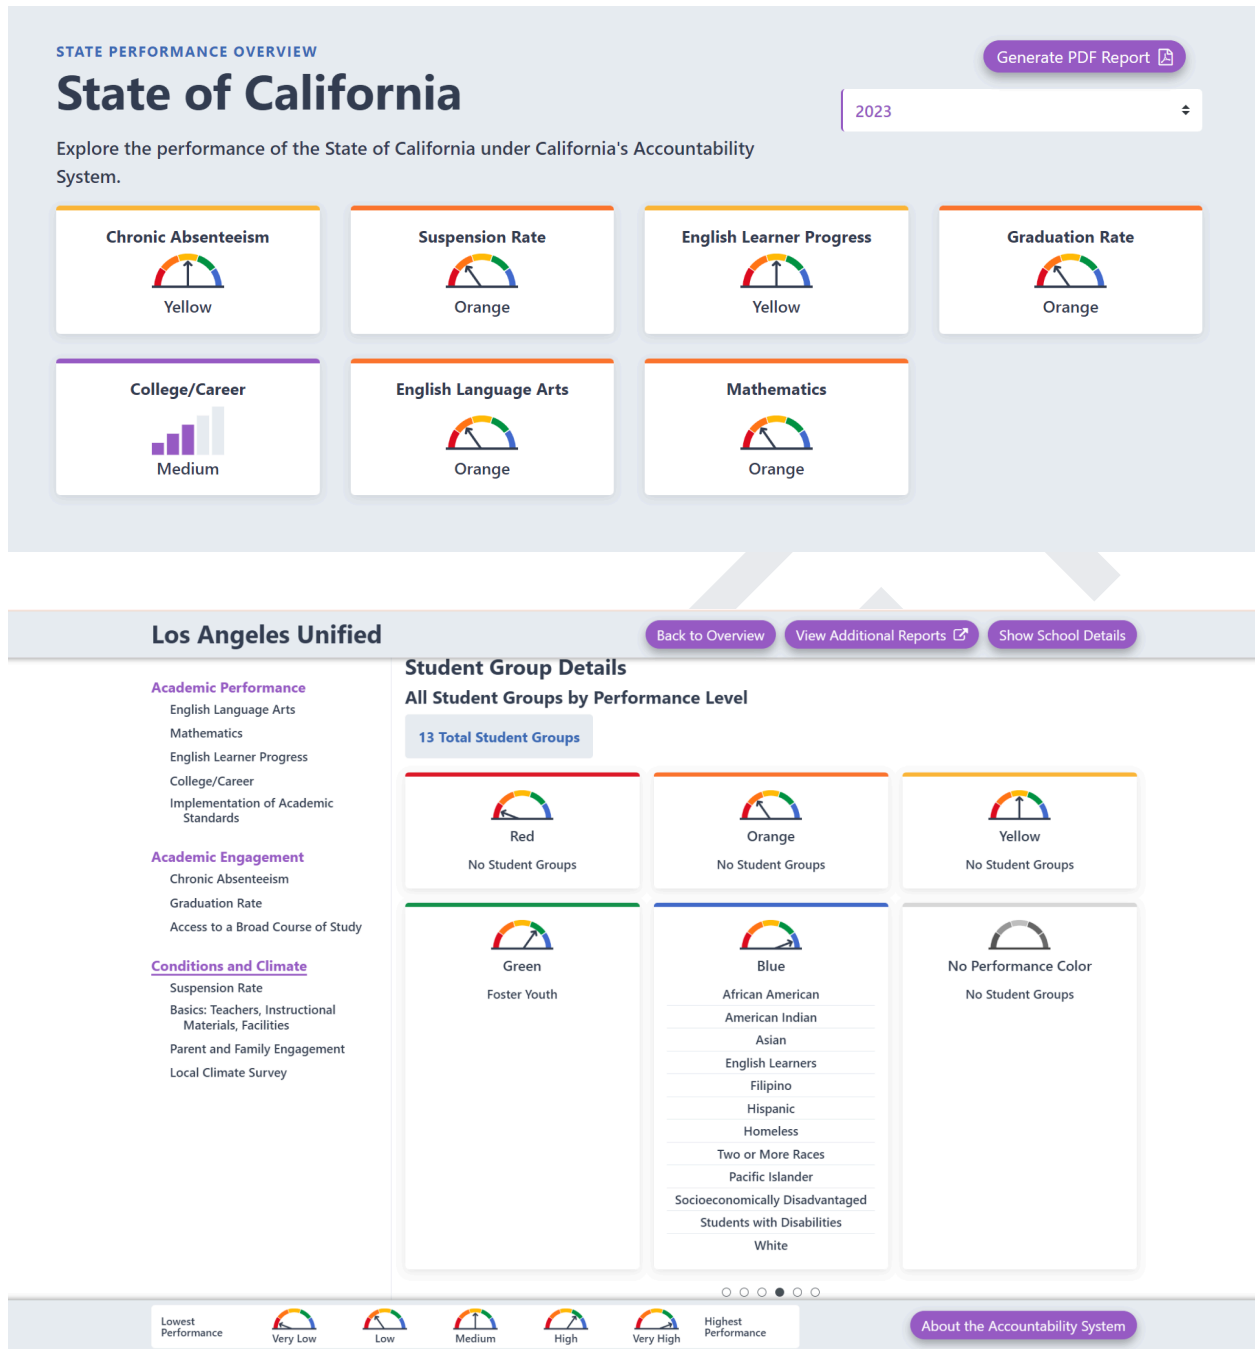 STATE PERFORMANCE OVERVIEW
Generate PDF Report
State of California
2023
Explore the performance of the State of California under California's Accountability
System.
Chronic Absenteeism
Yellow
Suspension Rate
Orange
English Learner Progress
Yellow
Graduation Rate
Orange
College/Career
Medium
English Language Arts
Orange
Mathematics
Orange
Los Angeles Unified
Back to Overview
View Additional Reports
Show School Details
Academic Performance
English Language Arts
Mathematics
English Learner Progress
College/Career
Implementation of Academic
Standards
Academic Engagement
Chronic Absenteeism
Graduation Rate
Access to a Broad Course of Study
Conditions and Climate
Suspension Rate
Basics: Teachers, Instructional
Materials, Facilities
Parent and Family Engagement
Local Climate Survey
Student Group Details
All Student Groups by Performance Level
13 Total Student Groups
Red
No Student Groups
Orange
No Student Groups
Yellow
No Student Groups
Green
Foster Youth
Blue
African American
American Indian
Asian
English Learners
Filipino
Hispanic
Homeless
Two or More Races
Pacific Islander
Socioeconomically Disadvantaged
Students with Disabilities
White
No Performance Color
No Student Groups
Lowest
Performance
Very Low
Low
Medium
High
Very High
Highest
Performance
About the Accountability System